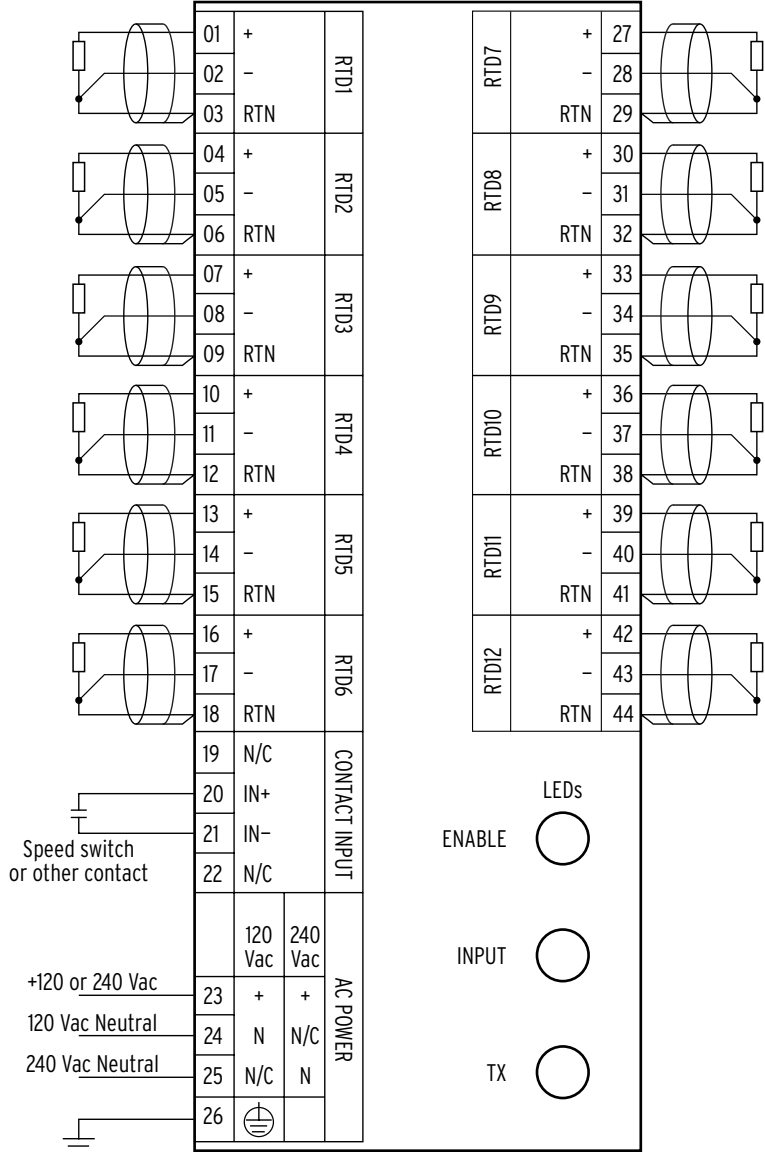 01 + 
02 −
03 RTN
RTD1
04 +
05 −
06 RTN
RTD2
07 +
08 −
09 RTN
RTD3
10 +
11 −
12 RTN
RTD4
13 +
14 −
15 RTN
RTD5
16 +
17 −
18 RTN
RTD6
19 N/C
20 IN+
21 IN−
22 N/C
CONTACT INPUT
Speed switch
or other contact
120 240
Vac Vac
+120 or 240 Vac 23 + +
120 Vac Neutral 24 N N/C
240 Vac Neutral 25 N/C N
26
AC POWER
RTD7
+ 27
− 28
RTN 29
RTD8
+ 30
− 31
RTN 32
RTD9
+ 33
− 34
RTN 35
RTD10
+ 36
− 37
RTN 38
RTD11
+ 39
− 40
RTN 41
RTD12
+ 42
− 43
RTN 44
LEDs
ENABLE
INPUT
TX